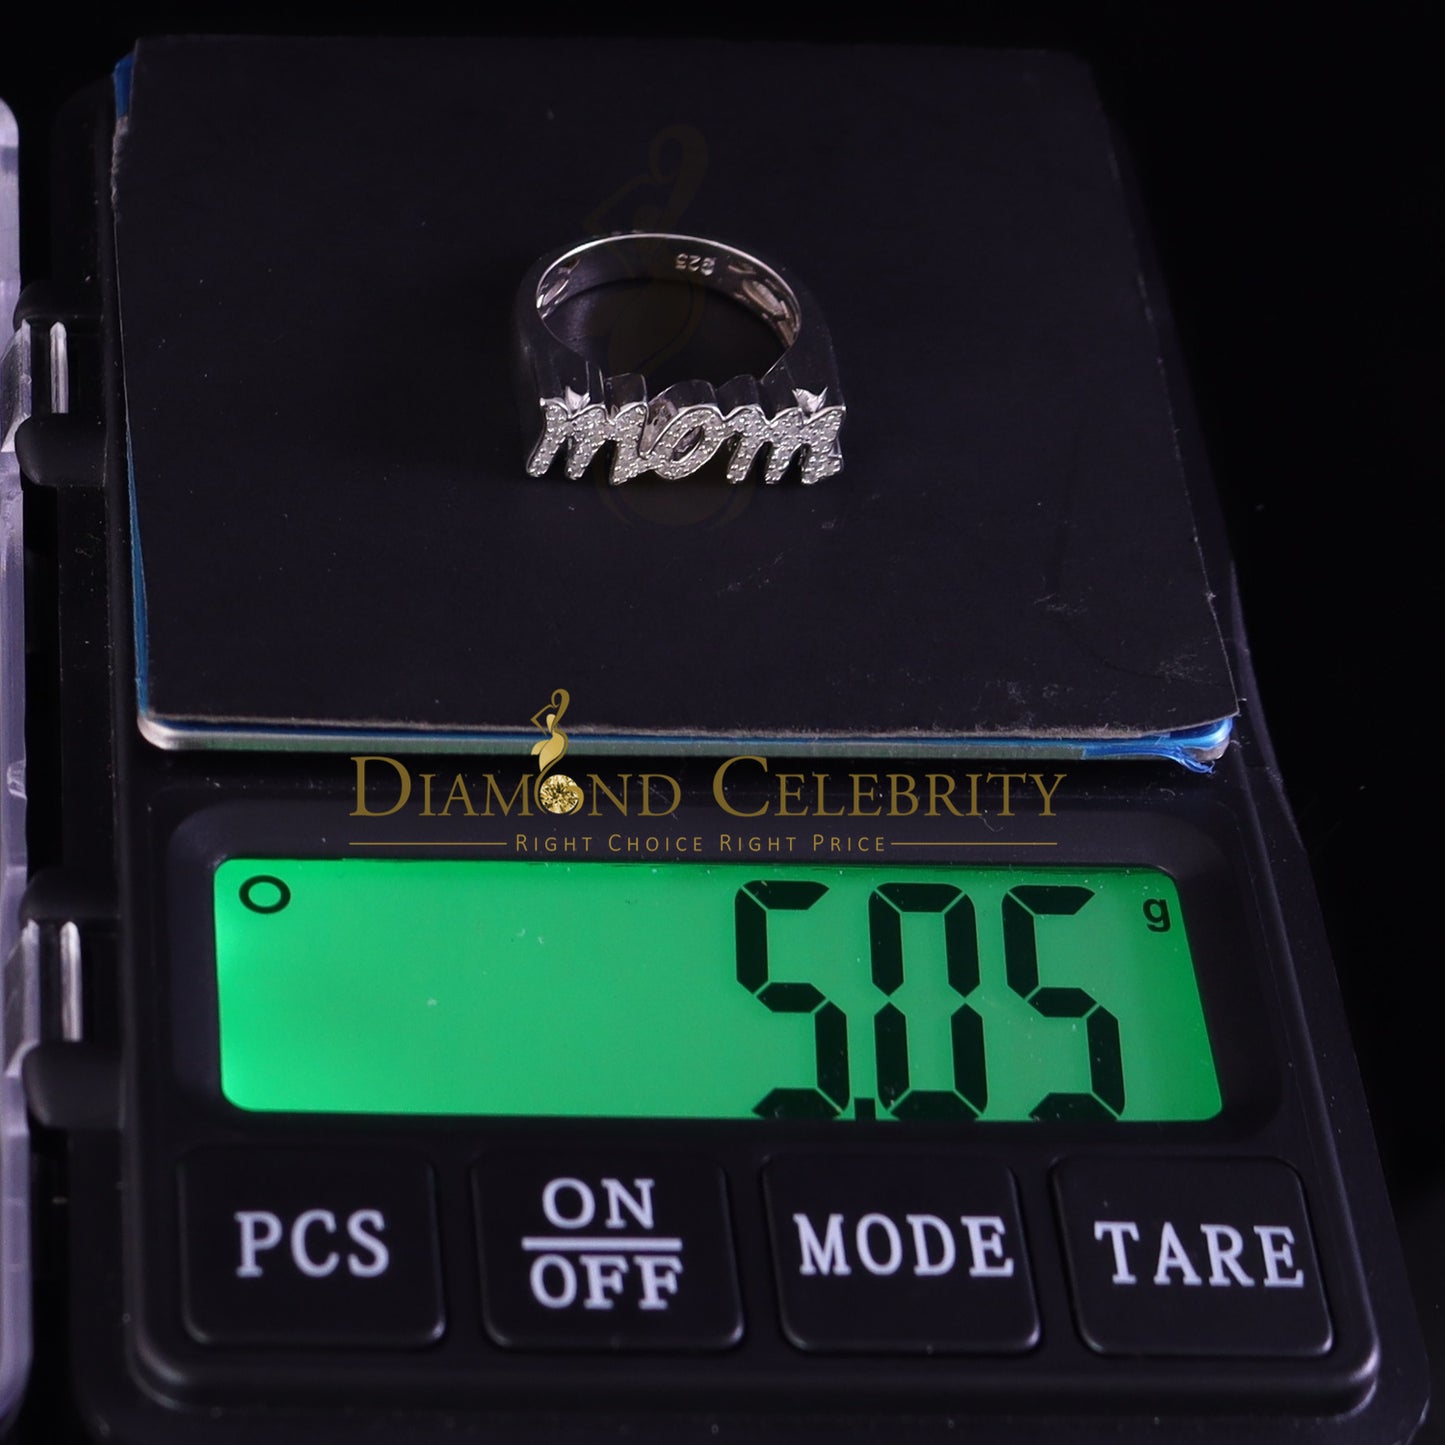 925
mom
DIAMOND CELEBRITY
RIGHT CHOICE RIGHT PRICE
5.05 g
PCS
ON
OFF
MODE
TARE